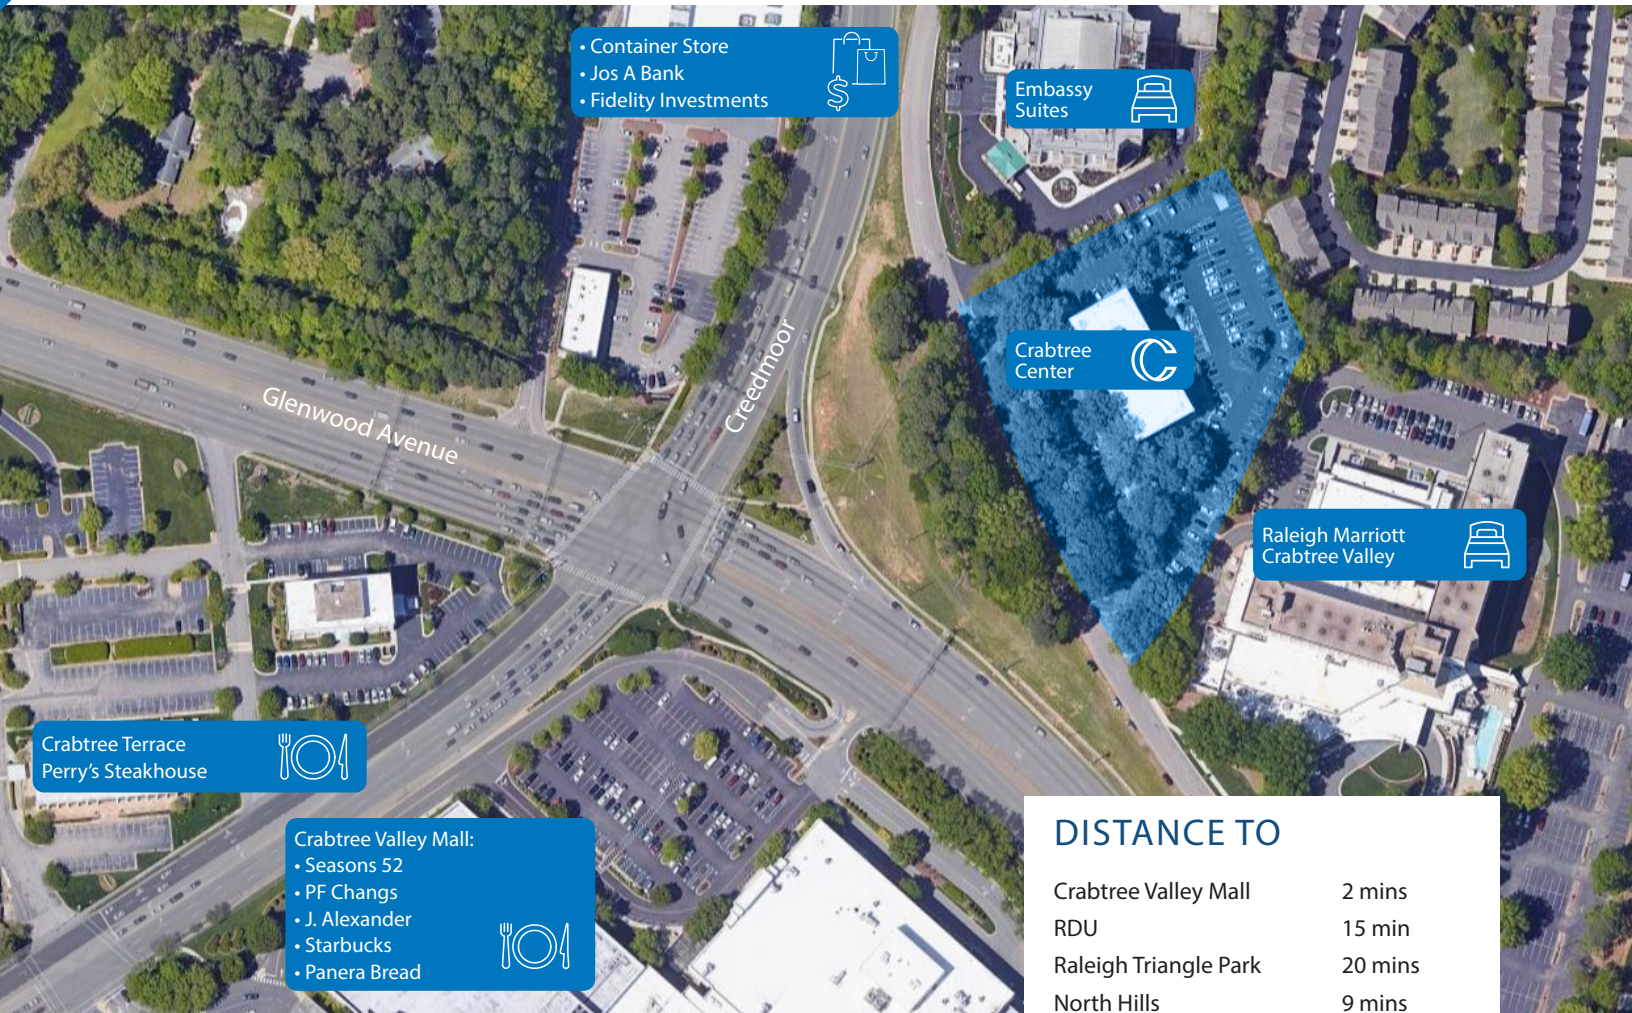 • Container Store
• Jos A Bank
• Fidelity Investments
$
Embassy
Suites
Crabtree
Center
Glenwood Avenue
Creedmoor
Raleigh Marriott
Crabtree Valley
Crabtree Terrace
Perry's Steakhouse
Crabtree Valley Mall:
• Seasons 52
• PF Changs
• J. Alexander
• Starbucks
• Panera Bread
DISTANCE TO
Crabtree Valley Mall 2 mins
RDU 15 min
Raleigh Triangle Park 20 mins
North Hills 9 mins